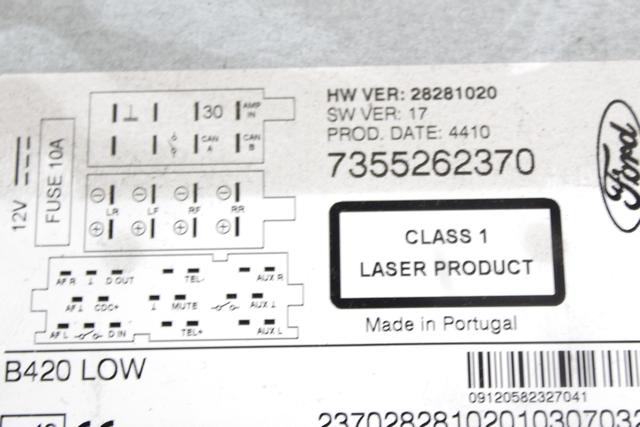 12V
FUSE 10A
⊥ 30 AMP IN
CAN A CAN B
LR LF RF RR
AF R ⊥ D OUT TEL- AUX R
AF⊥ CDC+ ⊥ MUTE AUX ⊥
AF L D IN TEL+ AUX L
HW VER: 28281020
SW VER: 17
PROD. DATE: 4410
7355262370
Ford
CLASS 1
LASER PRODUCT
Made in Portugal
B420 LOW
09120582327041